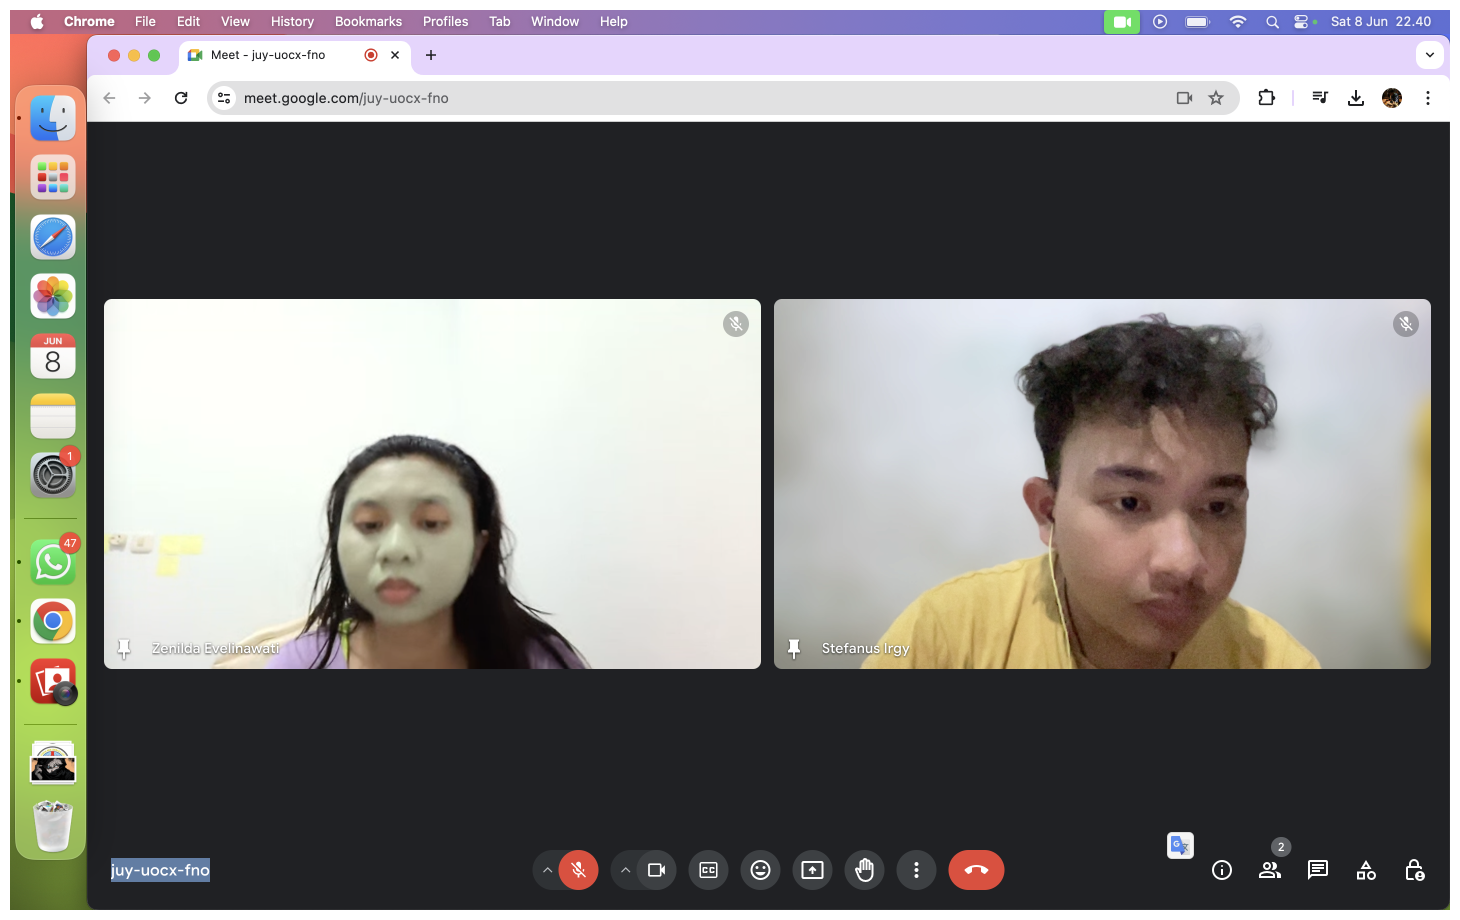 Chrome File Edit View History Bookmarks Profiles Tab Window Help Sat 8 Jun 22.40
Meet - juy-uocx-fno
meet.google.com/juy-uocx-fno
JUN
8
1
47
Zenilda Evelinawati
Stefanus Irgy
juy-uocx-fno
CC
G
2